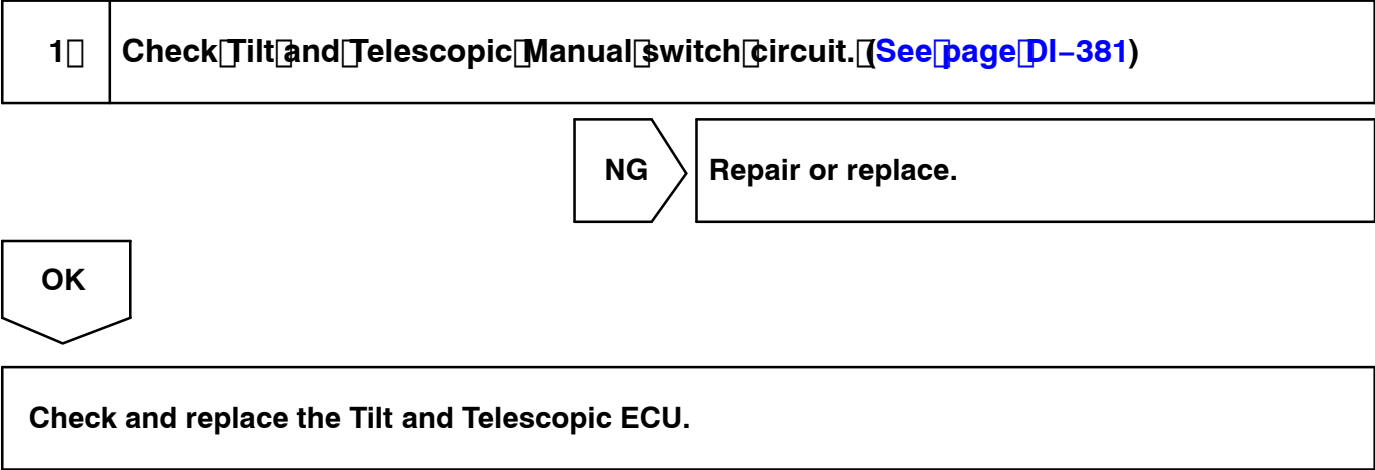 1 Check Tilt and Telescopic Manual switch circuit. (See page DI–381)
NG Repair or replace.
OK
Check and replace the Tilt and Telescopic ECU.